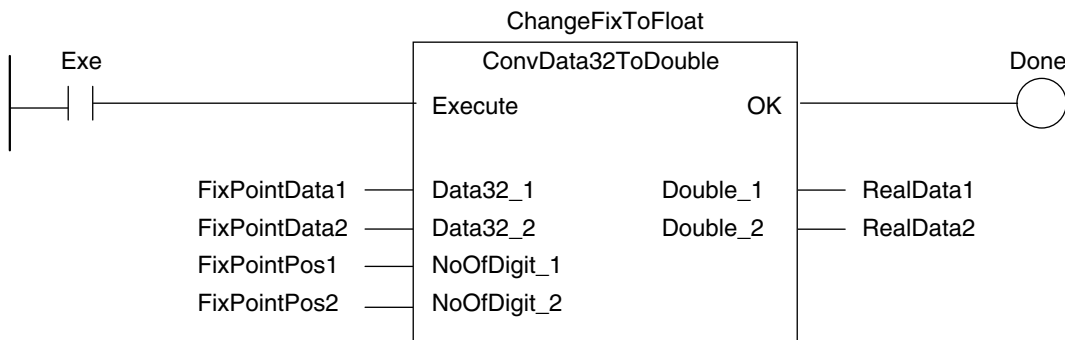 ChangeFixToFloat
Exe
ConvData32ToDouble
Done
Execute
OK
FixPointData1
Data32_1
Double_1
RealData1
FixPointData2
Data32_2
Double_2
RealData2
FixPointPos1
NoOfDigit_1
FixPointPos2
NoOfDigit_2